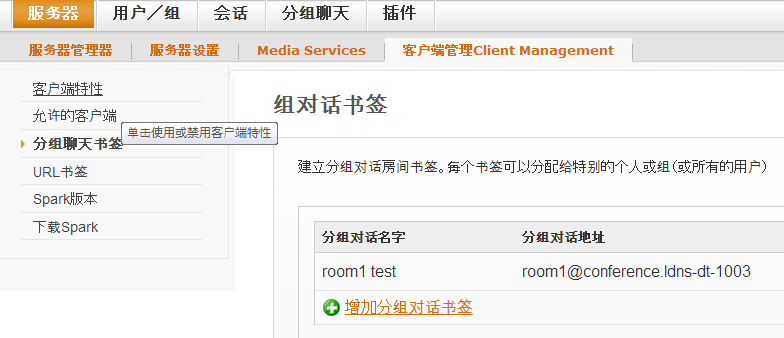 服务器 用户／组 会话 分组聊天 插件
服务器管理器 服务器设置 Media Services 客户端管理Client Management
客户端特性
允许的客户端
单击使用或禁用客户端特性
分组聊天书签
URL书签
Spark版本
下载Spark
组对话书签
建立分组对话房间书签。每个书签可以分配给特别的个人或组(或所有的用户)
分组对话名字 分组对话地址
room1 test room1@conference.ldns-dt-1003
增加分组对话书签